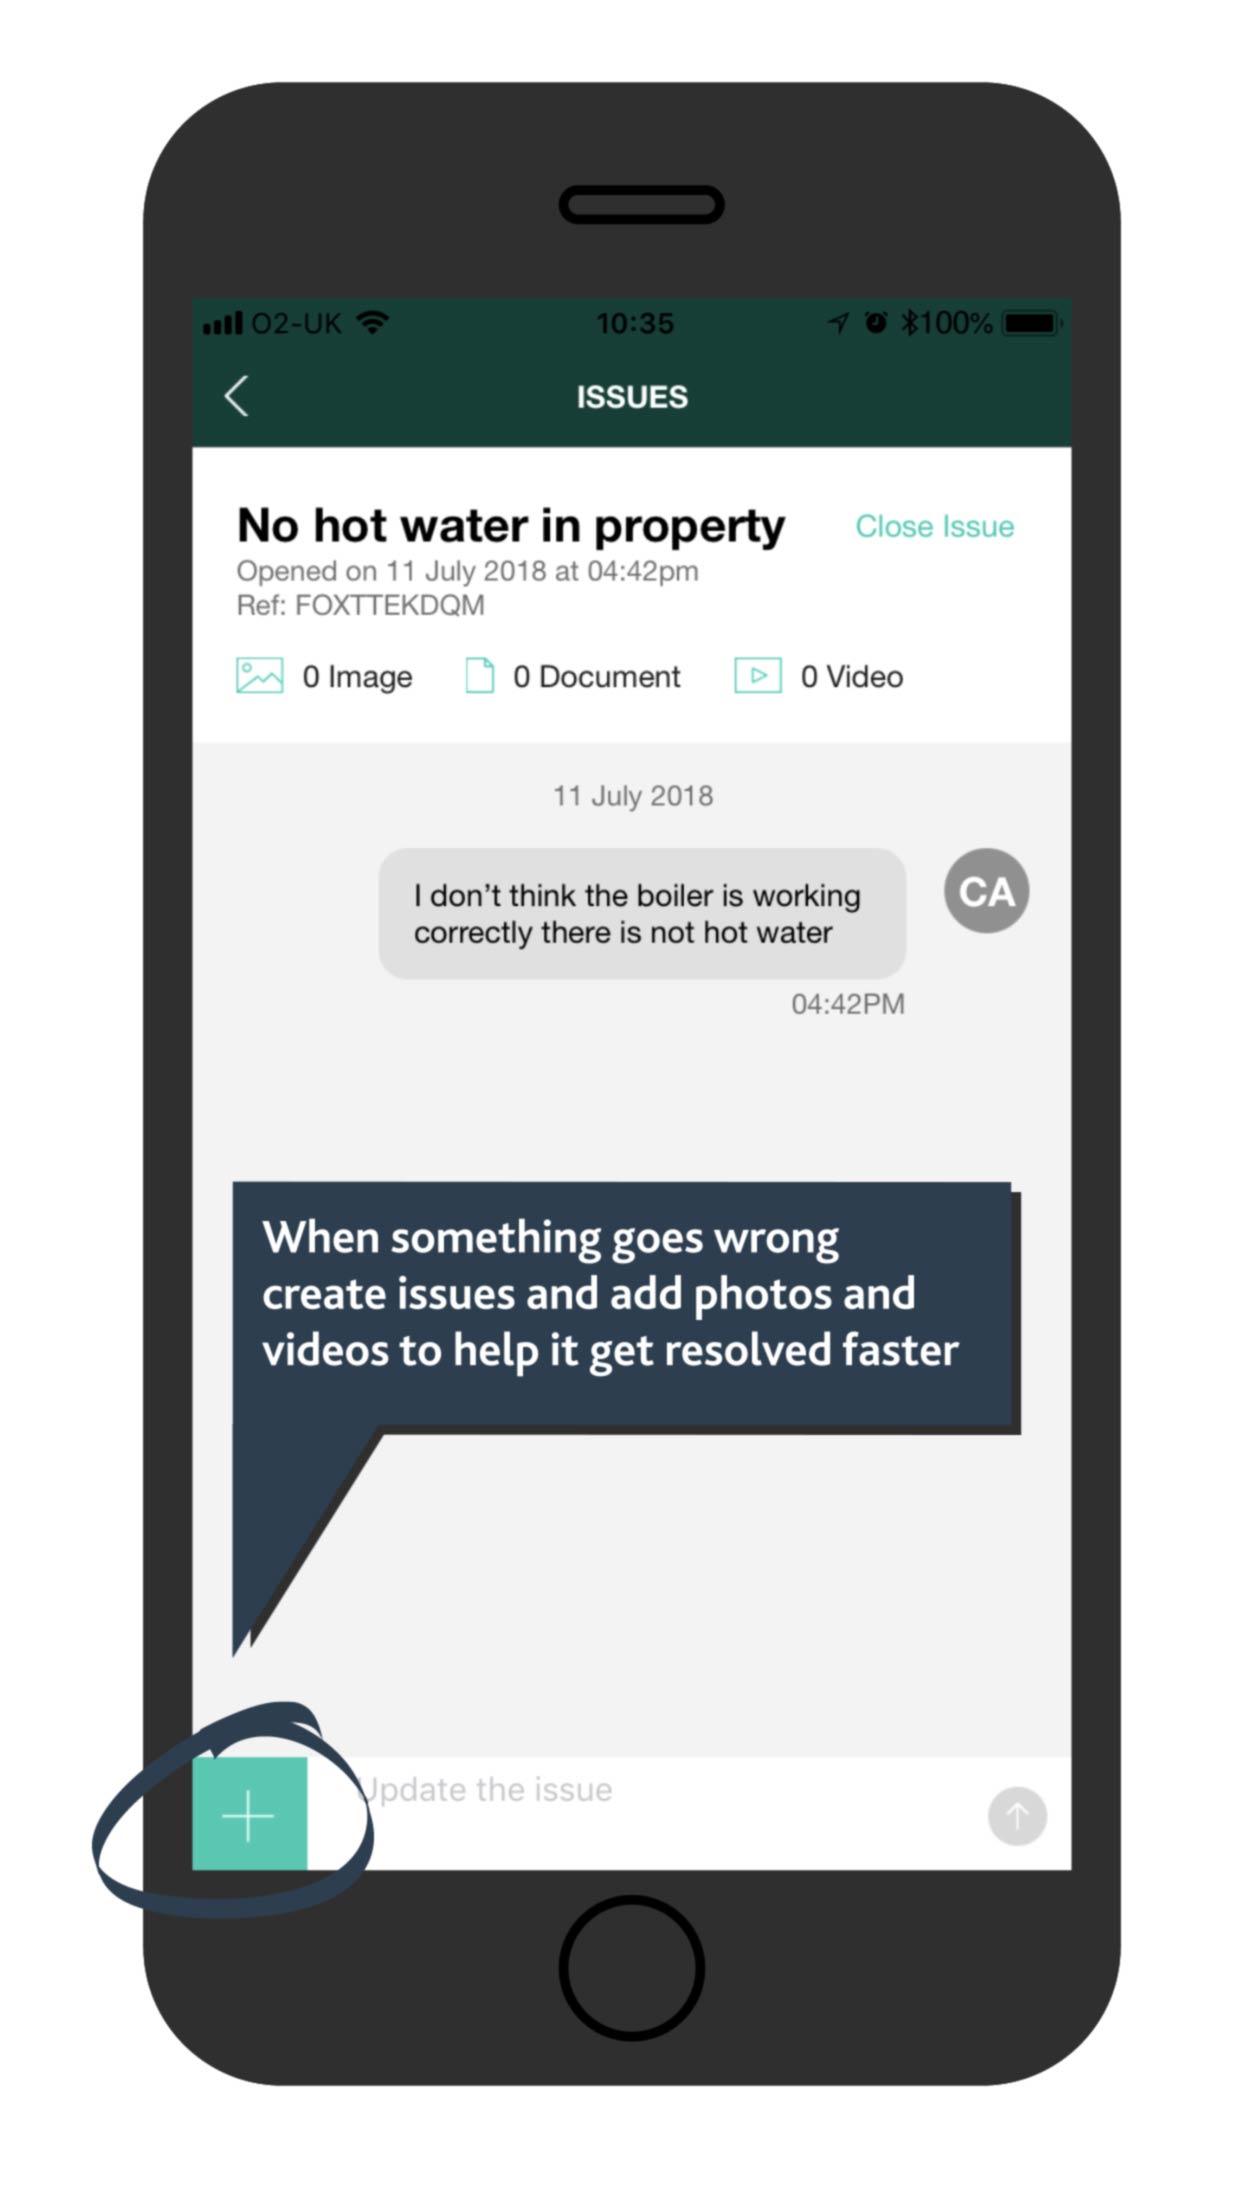 O2-UK 10:35 100%
ISSUES
No hot water in property Close Issue
Opened on 11 July 2018 at 04:42pm
Ref: FOXTTEKDQM
0 Image 0 Document 0 Video
11 July 2018
I don't think the boiler is working
correctly there is not hot water
CA
04:42PM
When something goes wrong
create issues and add photos and
videos to help it get resolved faster
Update the issue